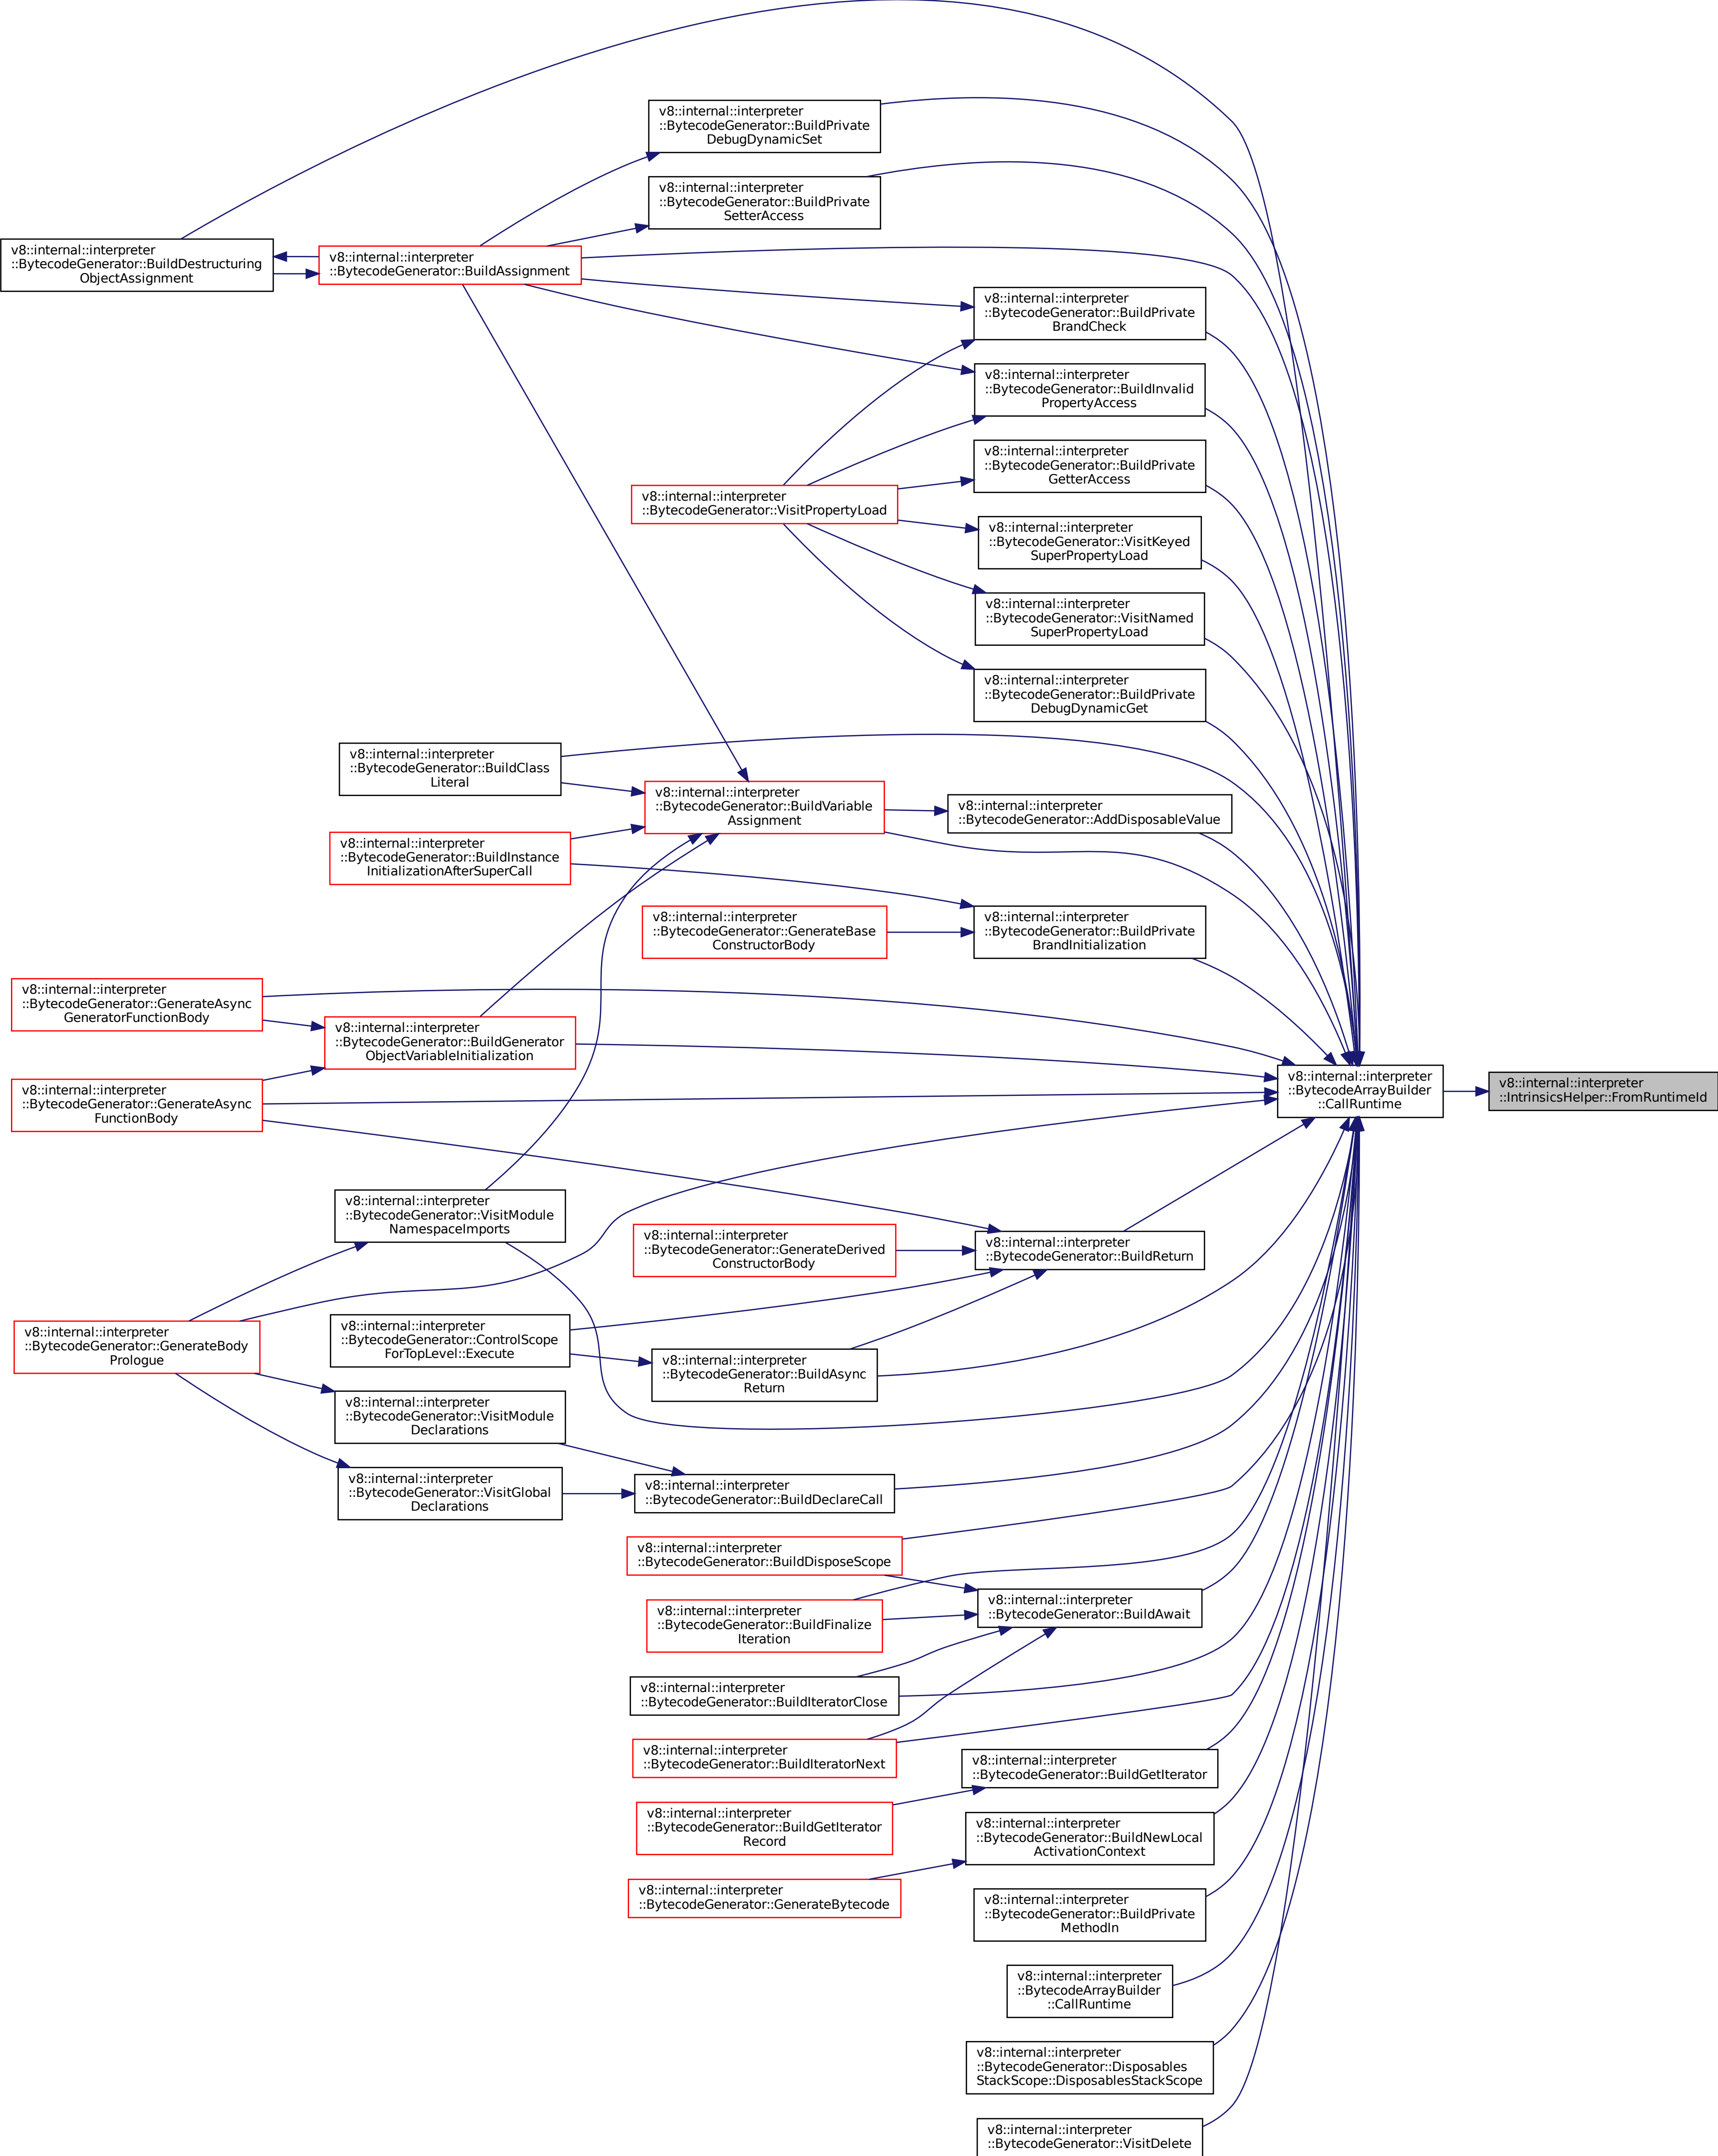 v8::internal::interpreter
::BytecodeGenerator::BuildPrivate
DebugDynamicSet
v8::internal::interpreter
::BytecodeGenerator::BuildPrivate
SetterAccess
v8::internal::interpreter
::BytecodeGenerator::BuildDestructuring
ObjectAssignment
v8::internal::interpreter
::BytecodeGenerator::BuildAssignment
v8::internal::interpreter
::BytecodeGenerator::BuildPrivate
BrandCheck
v8::internal::interpreter
::BytecodeGenerator::BuildInvalid
PropertyAccess
v8::internal::interpreter
::BytecodeGenerator::BuildPrivate
GetterAccess
v8::internal::interpreter
::BytecodeGenerator::VisitPropertyLoad
v8::internal::interpreter
::BytecodeGenerator::VisitKeyed
SuperPropertyLoad
v8::internal::interpreter
::BytecodeGenerator::VisitNamed
SuperPropertyLoad
v8::internal::interpreter
::BytecodeGenerator::BuildPrivate
DebugDynamicGet
v8::internal::interpreter
::BytecodeGenerator::BuildClass
Literal
v8::internal::interpreter
::BytecodeGenerator::BuildVariable
Assignment
v8::internal::interpreter
::BytecodeGenerator::AddDisposableValue
v8::internal::interpreter
::BytecodeGenerator::BuildInstance
InitializationAfterSuperCall
v8::internal::interpreter
::BytecodeGenerator::GenerateBase
ConstructorBody
v8::internal::interpreter
::BytecodeGenerator::BuildPrivate
BrandInitialization
v8::internal::interpreter
::BytecodeGenerator::GenerateAsync
GeneratorFunctionBody
v8::internal::interpreter
::BytecodeGenerator::BuildGenerator
ObjectVariableInitialization
v8::internal::interpreter
::BytecodeGenerator::GenerateAsync
FunctionBody
v8::internal::interpreter
::BytecodeArrayBuilder
::CallRuntime
v8::internal::interpreter
::IntrinsicsHelper::FromRuntimeId
v8::internal::interpreter
::BytecodeGenerator::VisitModule
NamespaceImports
v8::internal::interpreter
::BytecodeGenerator::GenerateDerived
ConstructorBody
v8::internal::interpreter
::BytecodeGenerator::BuildReturn
v8::internal::interpreter
::BytecodeGenerator::GenerateBody
Prologue
v8::internal::interpreter
::BytecodeGenerator::ControlScope
ForTopLevel::Execute
v8::internal::interpreter
::BytecodeGenerator::BuildAsync
Return
v8::internal::interpreter
::BytecodeGenerator::VisitModule
Declarations
v8::internal::interpreter
::BytecodeGenerator::VisitGlobal
Declarations
v8::internal::interpreter
::BytecodeGenerator::BuildDeclareCall
v8::internal::interpreter
::BytecodeGenerator::BuildDisposeScope
v8::internal::interpreter
::BytecodeGenerator::BuildFinalize
Iteration
v8::internal::interpreter
::BytecodeGenerator::BuildAwait
v8::internal::interpreter
::BytecodeGenerator::BuildIteratorClose
v8::internal::interpreter
::BytecodeGenerator::BuildIteratorNext
v8::internal::interpreter
::BytecodeGenerator::BuildGetIterator
v8::internal::interpreter
::BytecodeGenerator::BuildGetIterator
Record
v8::internal::interpreter
::BytecodeGenerator::BuildNewLocal
ActivationContext
v8::internal::interpreter
::BytecodeGenerator::GenerateBytecode
v8::internal::interpreter
::BytecodeGenerator::BuildPrivate
MethodIn
v8::internal::interpreter
::BytecodeArrayBuilder
::CallRuntime
v8::internal::interpreter
::BytecodeGenerator::Disposables
StackScope::DisposablesStackScope
v8::internal::interpreter
::BytecodeGenerator::VisitDelete